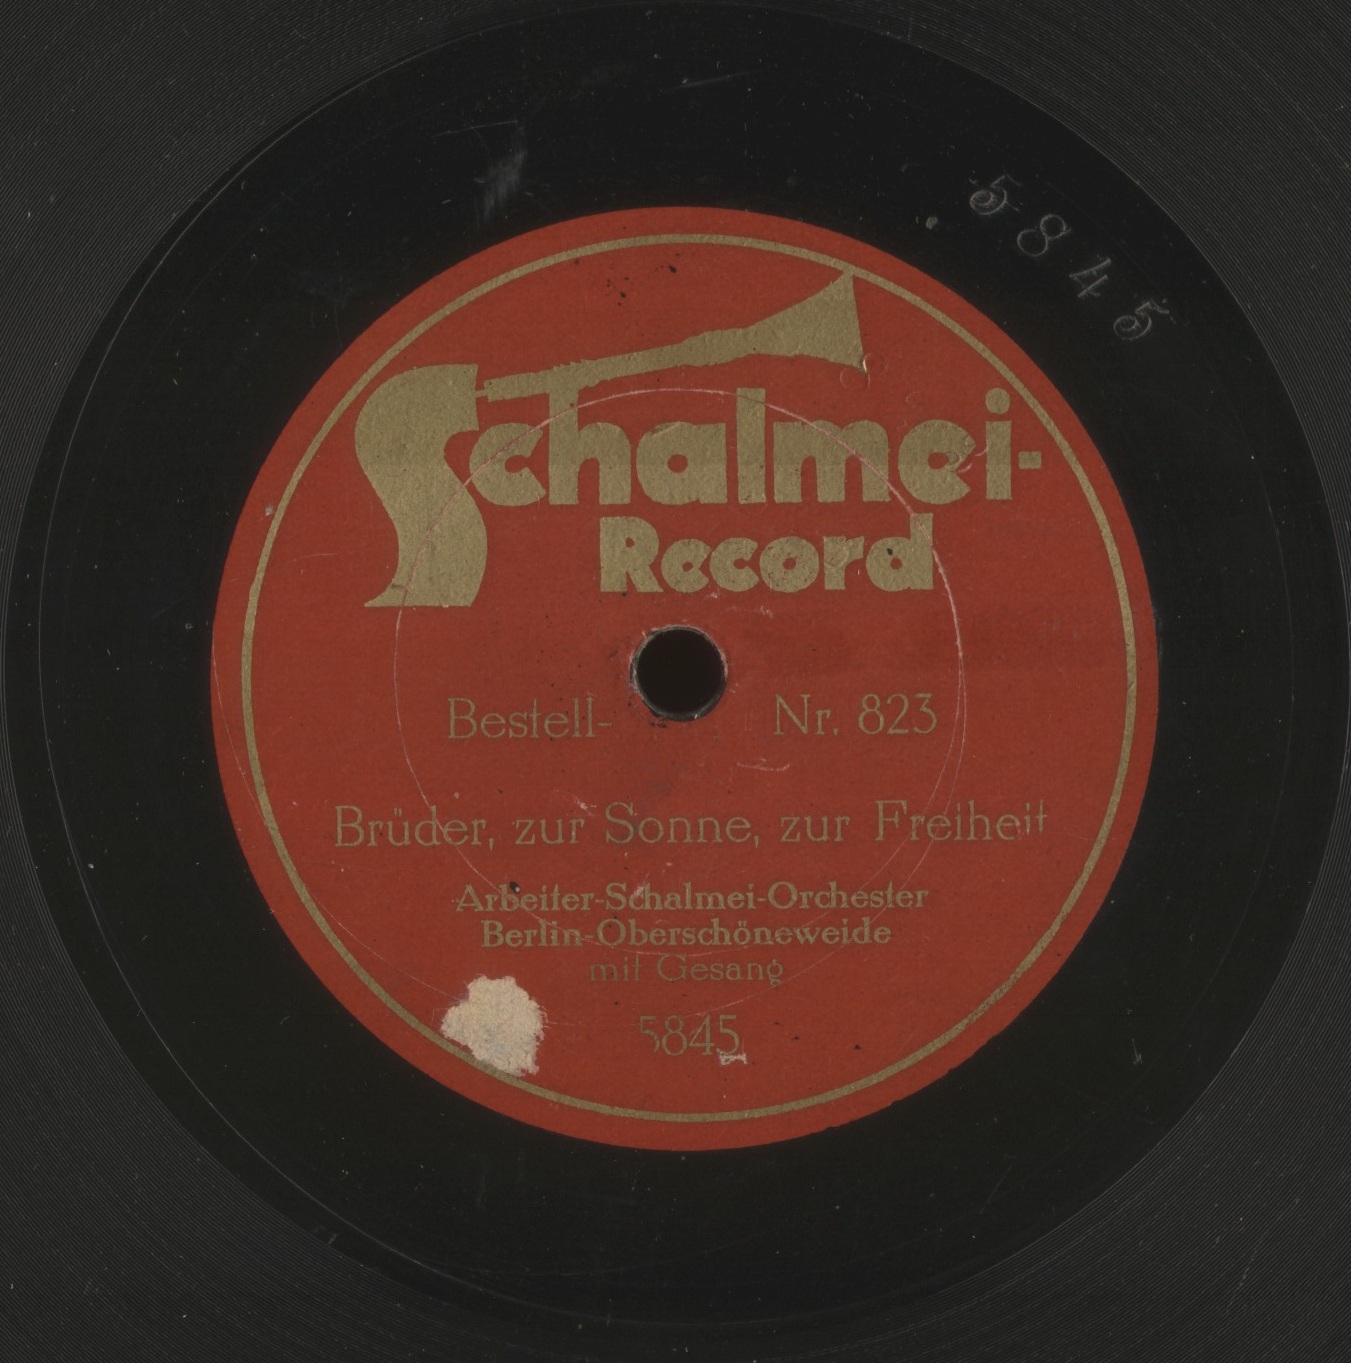 Schalmei-
Record
Bestell- Nr. 823
Brüder, zur Sonne, zur Freiheit
Arbeiter-Schalmei-Orchester
Berlin-Oberschöneweide
mit Gesang
5845
5845